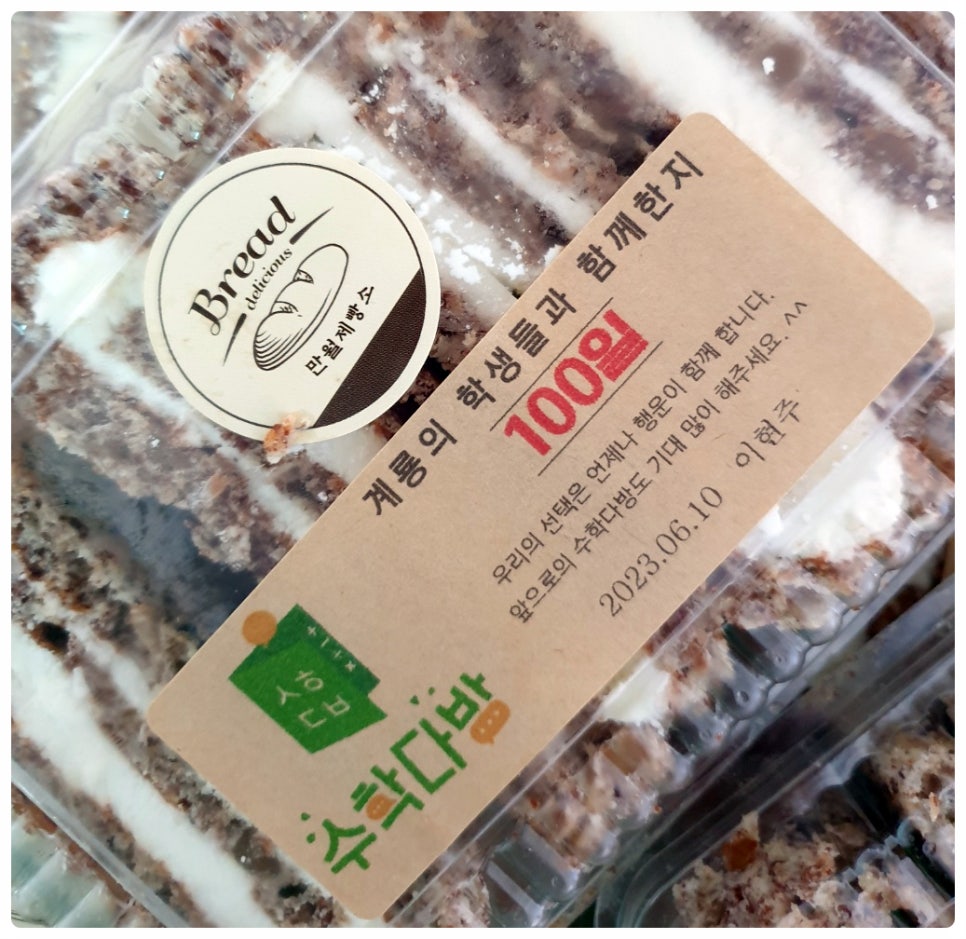 Bread
delicious
만월제빵소
계룡의 학생들과 함께한지
100일
우리의 선택은 언제나 행운이 함께 합니다.
앞으로의 수학다방도 기대 많이 해주세요.^^
2023.06.10 이현주
ㅅㅎ
ㄷㅂ
수학다방